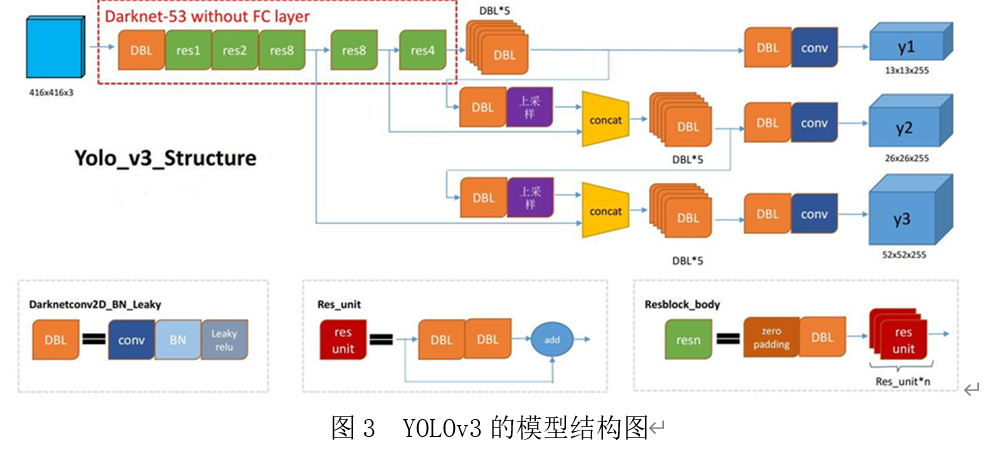 Darknet-53 without FC layer
DBL*5
DBL
res1
res2
res8
res8
res4
DBL
DBL
conv
y1
416x416x3
13x13x255
DBL
上采
样
concat
DBL
DBL
conv
y2
DBL*5
26x26x255
Yolo_v3_Structure
DBL
上采
样
concat
DBL
DBL
conv
y3
DBL*5
52x52x255
Darknetconv2D_BN_Leaky
DBL
conv
BN
Leaky
relu
Res_unit
res
unit
DBL
DBL
add
Resblock_body
resn
zero
padding
DBL
res
unit
Res_unit*n
图 3 YOLOv3 的模型结构图